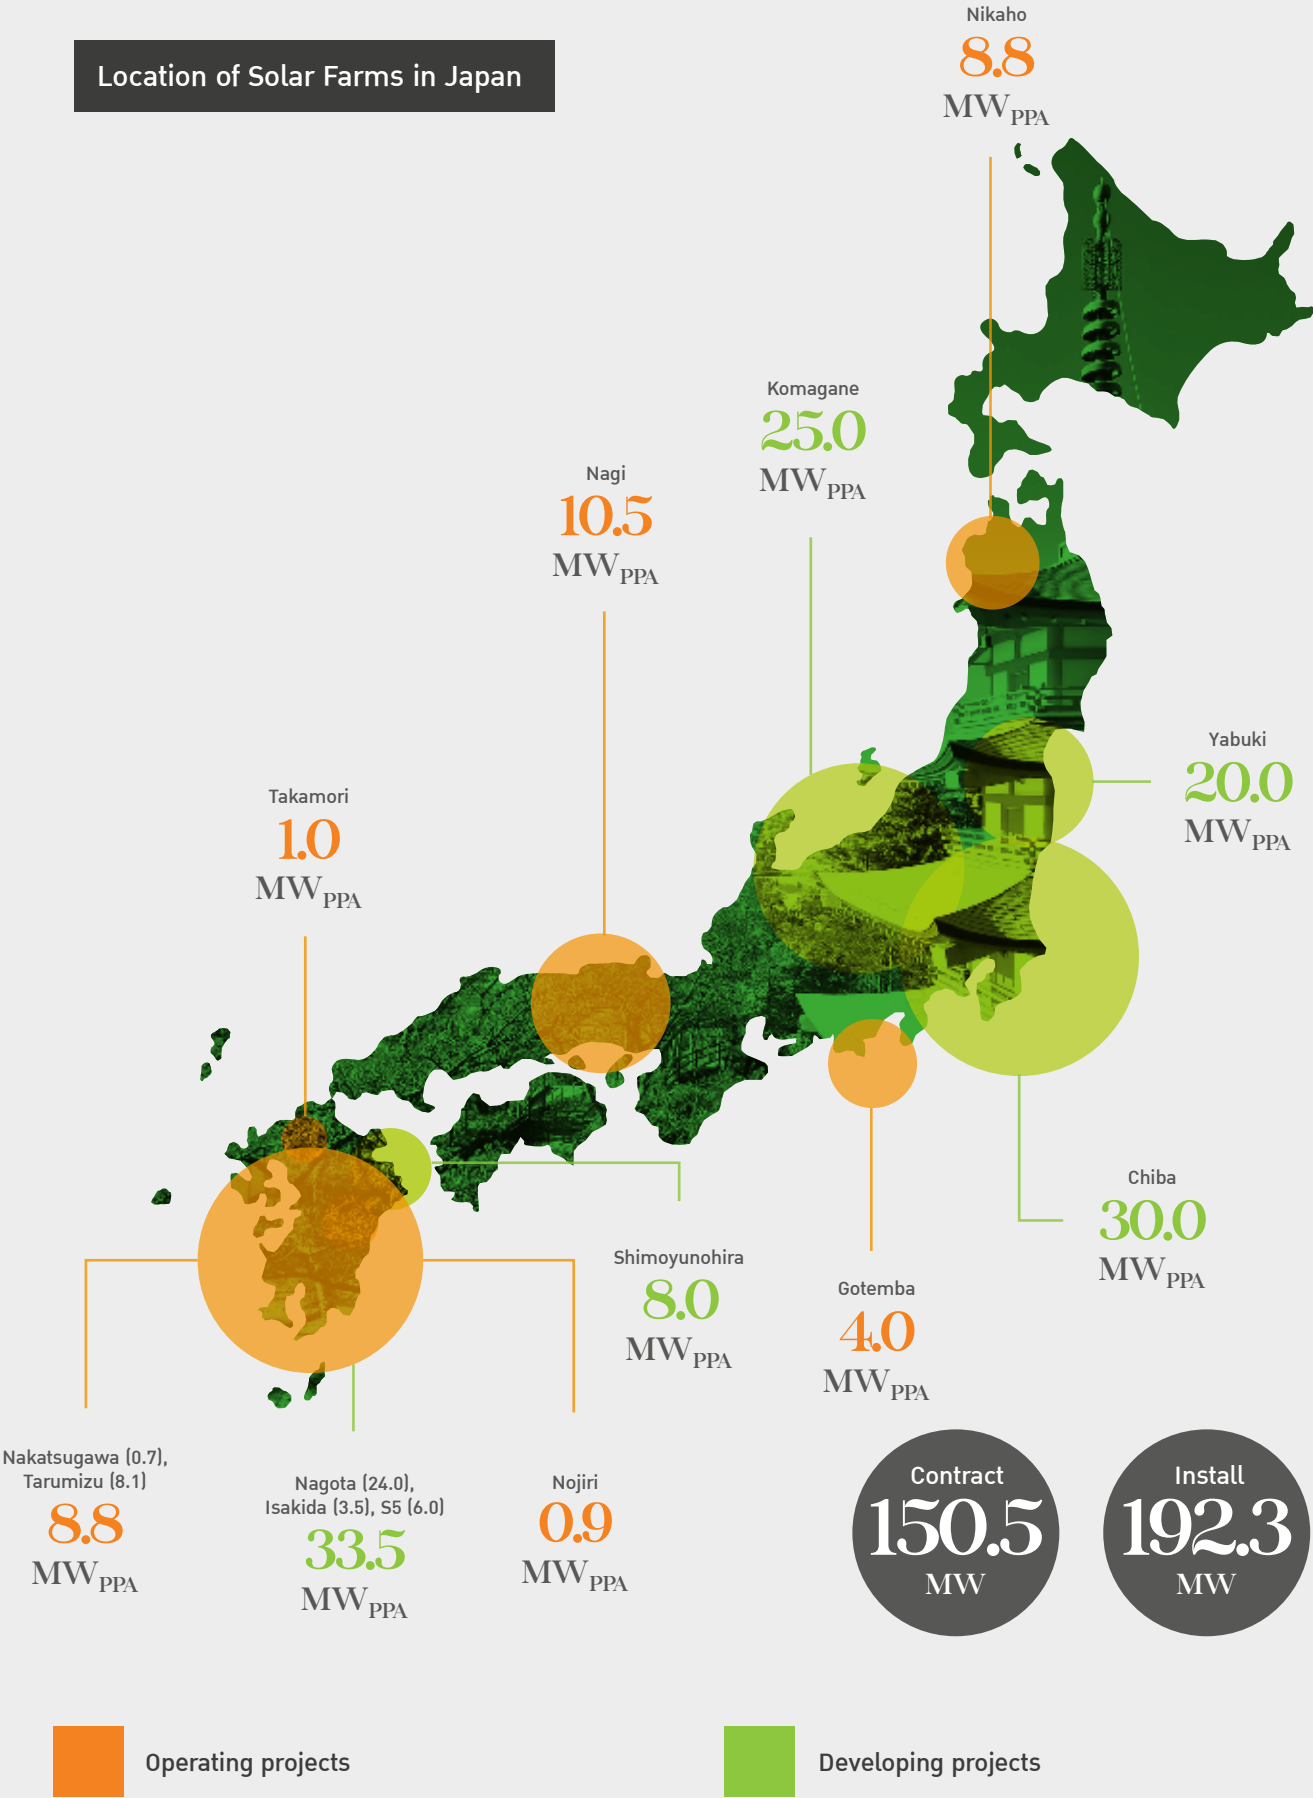 Location of Solar Farms in Japan
Nikaho
8.8
MWPPA
Komagane
25.0
MWPPA
Nagi
10.5
MWPPA
Yabuki
20.0
MWPPA
Takamori
1.0
MWPPA
Chiba
30.0
MWPPA
Shimoyunohira
8.0
MWPPA
Gotemba
4.0
MWPPA
Nakatsugawa (0.7),
Tarumizu (8.1)
8.8
MWPPA
Nagota (24.0),
Isakida (3.5), S5 (6.0)
33.5
MWPPA
Nojiri
0.9
MWPPA
Contract
150.5
MW
Install
192.3
MW
Operating projects
Developing projects